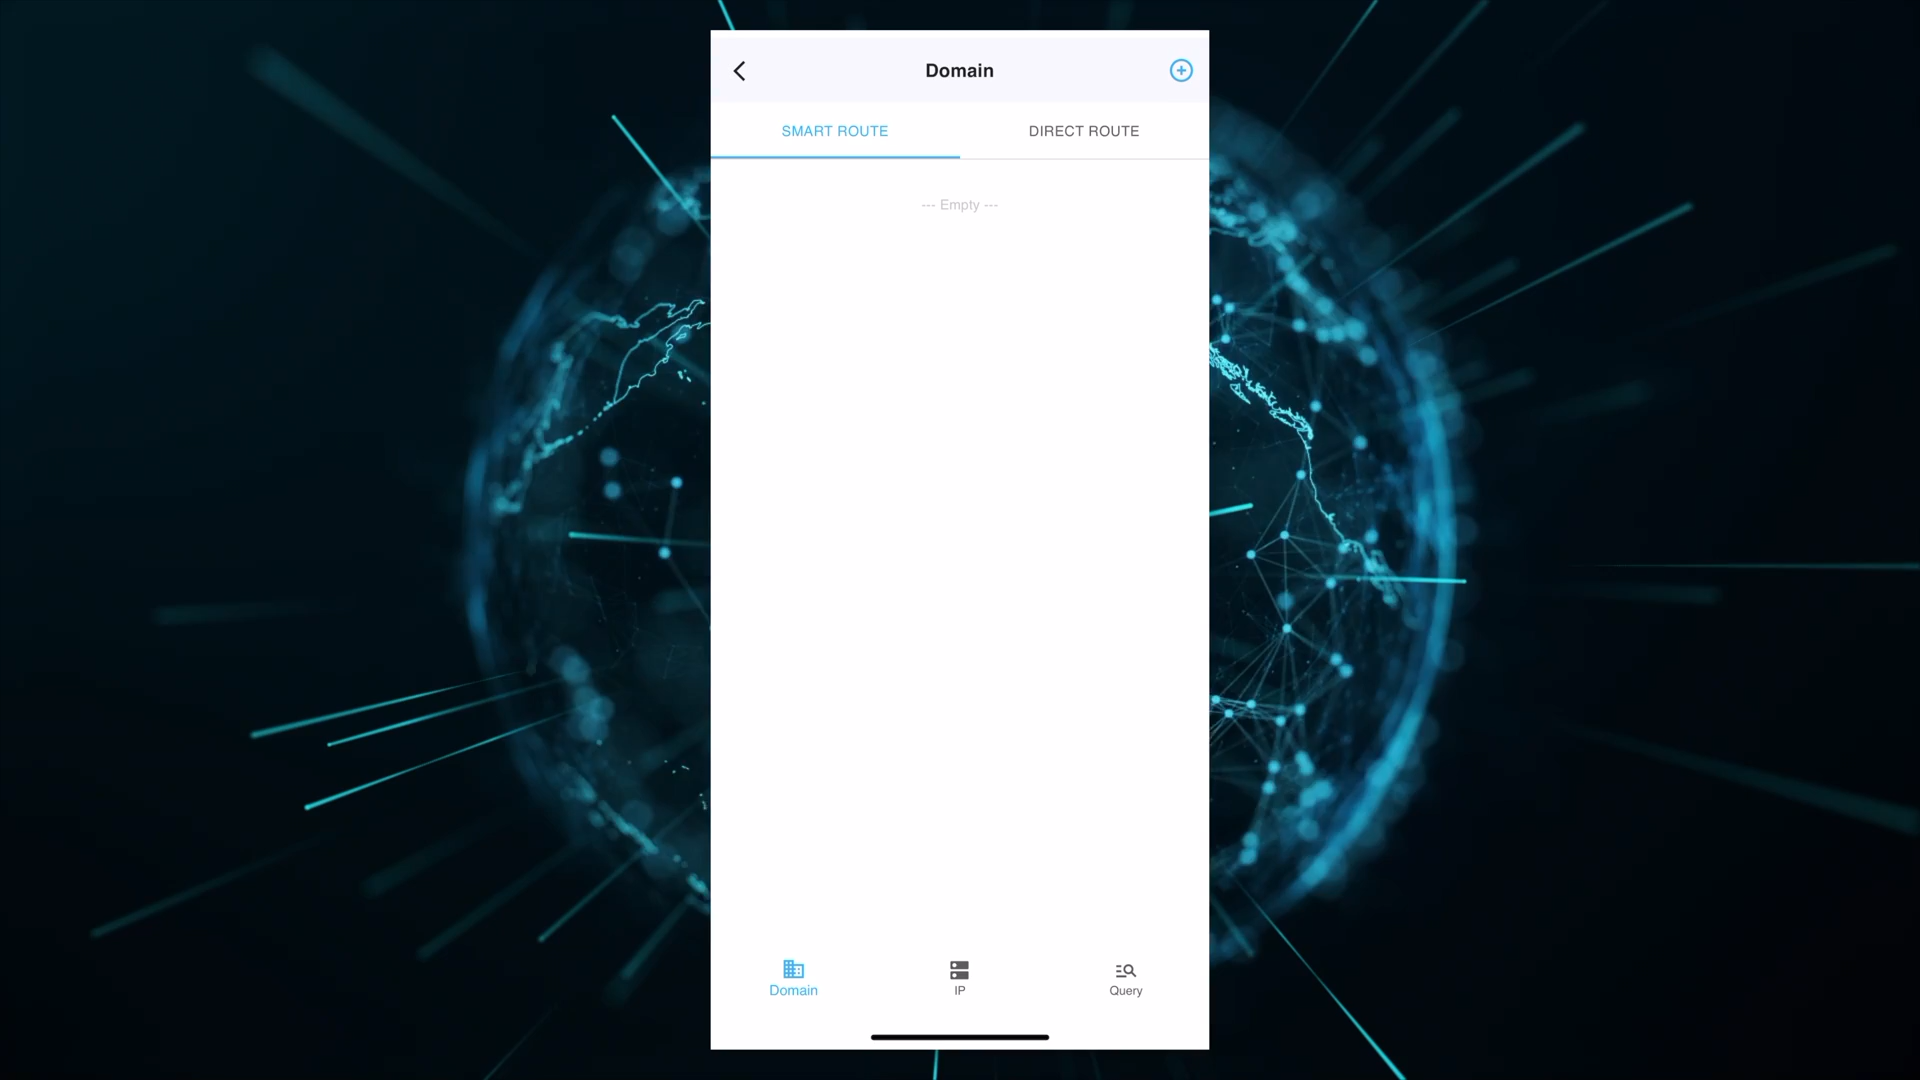 Domain
SMART ROUTE
DIRECT ROUTE
--- Empty ---
Domain
IP
Query